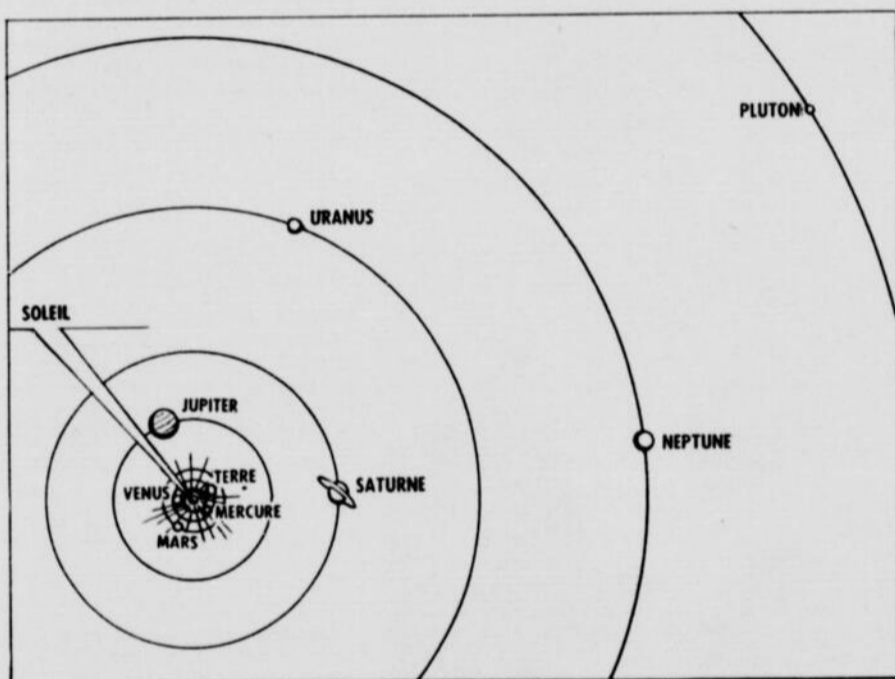 PLUTON
URANUS
SOLEIL
JUPITER
NEPTUNE
TERRE
SATURNE
VENUS
MERCURE
MARS